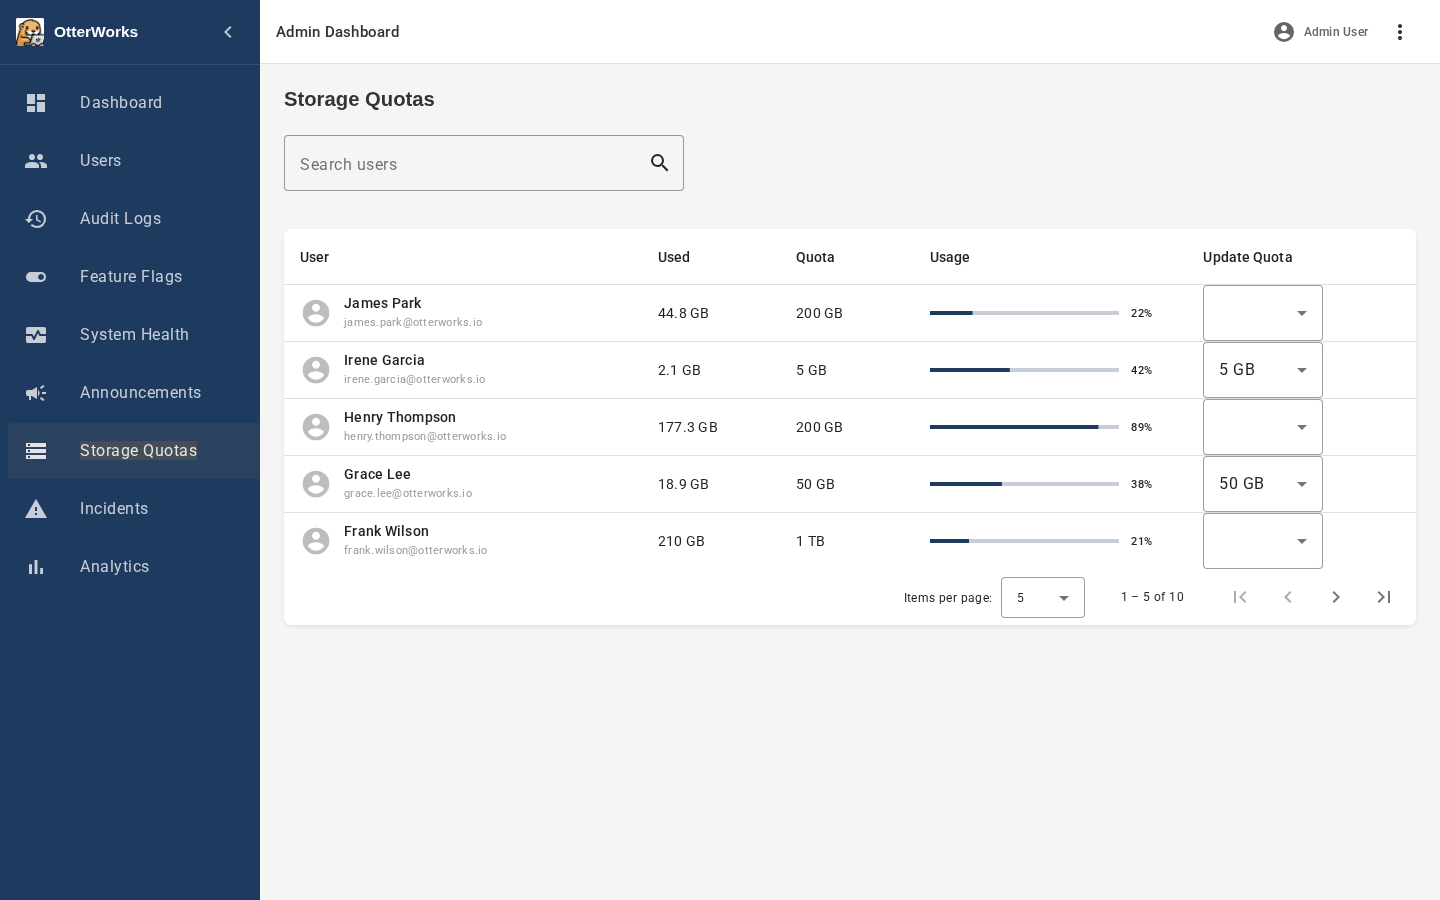 OtterWorks
Admin Dashboard
Admin User
Dashboard
Users
Audit Logs
Feature Flags
System Health
Announcements
Storage Quotas
Incidents
Analytics
Storage Quotas
Search users
User Used Quota Usage Update Quota
James Park
james.park@otterworks.io
44.8 GB 200 GB 22%
Irene Garcia
irene.garcia@otterworks.io
2.1 GB 5 GB 42% 5 GB
Henry Thompson
henry.thompson@otterworks.io
177.3 GB 200 GB 89%
Grace Lee
grace.lee@otterworks.io
18.9 GB 50 GB 38% 50 GB
Frank Wilson
frank.wilson@otterworks.io
210 GB 1 TB 21%
Items per page: 5 1 – 5 of 10